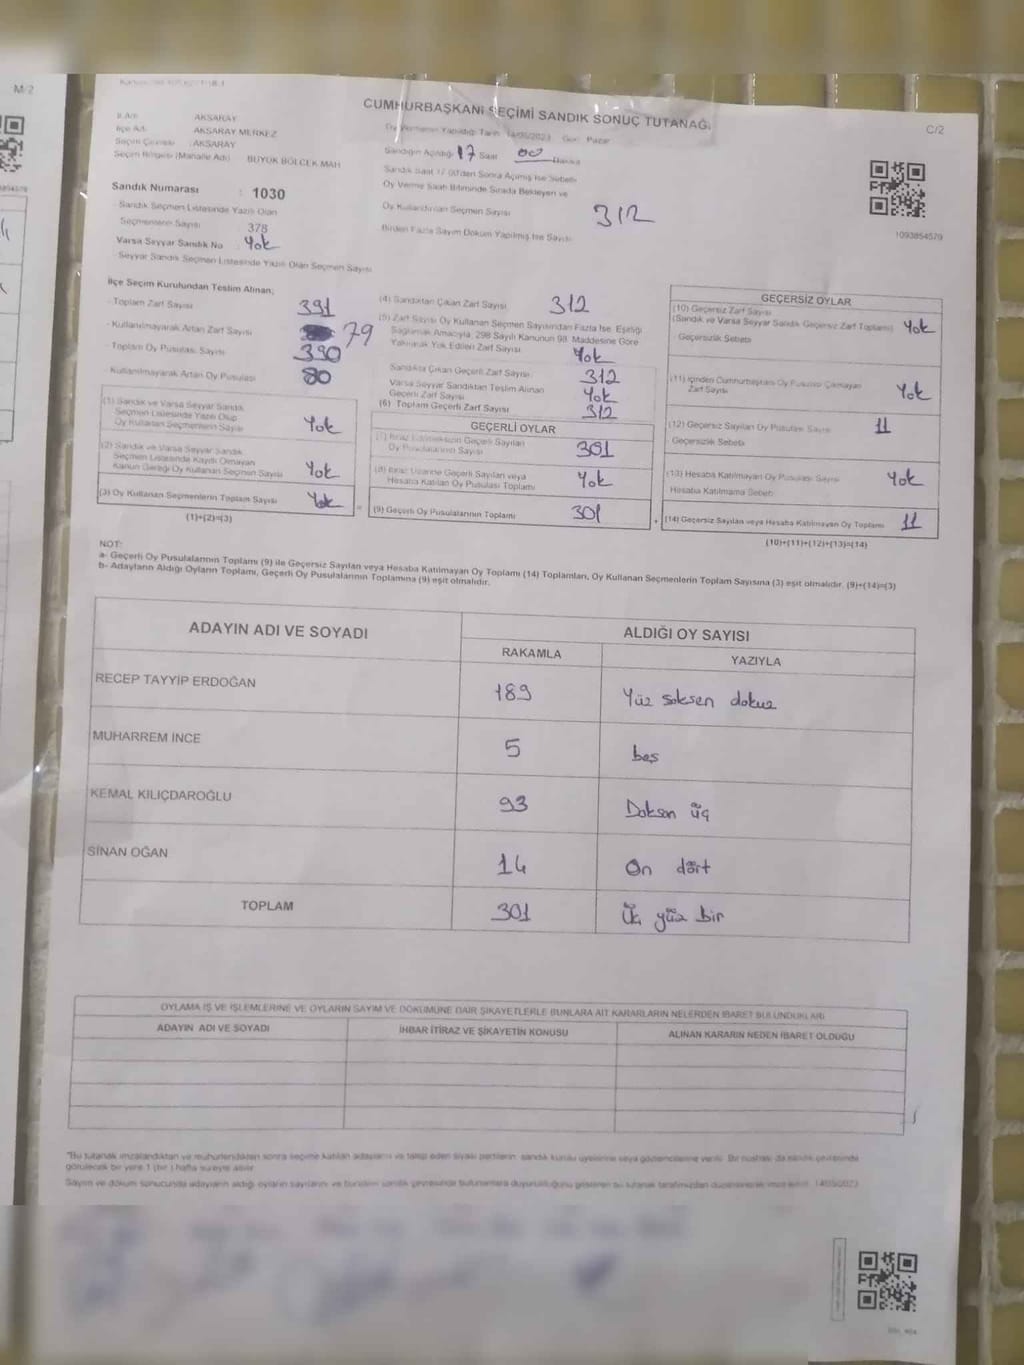 M-2
CUMHURBAŞKANI SEÇİMİ SANDIK SONUÇ TUTANAĞI
C/2
İl Adı AKSARAY
İlçe Adı AKSARAY MERKEZ
Seçim Çevresi : AKSARAY
Seçim Bölgesi (Mahalle Adı) BÜYÜK BÖLCEK MAH
Oy Vermenin Yapıldığı Tarih 14/05/2023 Gün: Pazar
Sandığın Açıldığı 17 Saat 00 Dakika
Sandık Saat 17.00'den Sonra Açılmış İse Sebebi
Oy Verme Saati Bitiminde Sırada Bekleyen ve
Oy Kullandırılan Seçmen Sayısı 312
Birden Fazla Sayım Döküm Yapılmış İse Sayısı
1093854579
Sandık Numarası : 1030
Sandık Seçmen Listesinde Yazılı Olan
Seçmenlerin Sayısı 378
Varsa Seyyar Sandık No : Yok
Seyyar Sandık Seçmen Listesinde Yazılı Olan Seçmen Sayısı
İlçe Seçim Kurulundan Teslim Alınan;
- Toplam Zarf Sayısı 391
- Kullanılmayarak Artan Zarf Sayısı 79
- Toplam Oy Pusulası Sayısı 390
- Kullanılmayarak Artan Oy Pusulası 80
(1) Sandık ve Varsa Seyyar Sandık
Seçmen Listesinde Yazılı Olup
Oy Kullanan Seçmenlerin Sayısı Yok
(2) Sandık ve Varsa Seyyar Sandık
Seçmen Listesinde Kaydı Olmayan
Kanun Gereği Oy Kullanan Seçmen Sayısı Yok
(3) Oy Kullanan Seçmenlerin Toplam Sayısı Yok
(1)+(2)=(3)
(4) Sandıktan Çıkan Zarf Sayısı 312
(5) Zarf Sayısı Oy Kullanan Seçmen Sayısından Fazla İse, Eşitliği
Sağlamak Amacıyla, 298 Sayılı Kanunun 98. Maddesine Göre
Yakılarak Yok Edilen Zarf Sayısı Yok
Sandıkta Çıkan Geçerli Zarf Sayısı 312
Varsa Seyyar Sandıktan Teslim Alınan
Geçerli Zarf Sayısı Yok
(6) Toplam Geçerli Zarf Sayısı 312
GEÇERLİ OYLAR
(7) İtiraz Edilmeksizin Geçerli Sayılan
Oy Pusulalarının Sayısı 301
(8) İtiraz Üzerine Geçerli Sayılan veya
Hesaba Katılan Oy Pusulası Toplamı Yok
(9) Geçerli Oy Pusulalarının Toplamı 301
GEÇERSİZ OYLAR
(10) Geçersiz Zarf Sayısı
(Sandık ve Varsa Seyyar Sandık Geçersiz Zarf Toplamı) Yok
- Geçersizlik Sebebi
(11) İçinden Cumhurbaşkanı Oy Pusulası Çıkmayan
Zarf Sayısı Yok
(12) Geçersiz Sayılan Oy Pusulası Sayısı 11
Geçersizlik Sebebi
(13) Hesaba Katılmayan Oy Pusulası Sayısı Yok
Hesaba Katılmama Sebebi
(14) Geçersiz Sayılan veya Hesaba Katılmayan Oy Toplamı 11
(10)+(11)+(12)+(13)=(14)
NOT:
a- Geçerli Oy Pusulalarının Toplamı (9) ile Geçersiz Sayılan veya Hesaba Katılmayan Oy Toplamı (14) Toplamları, Oy Kullanan Seçmenlerin Toplam Sayısına (3) eşit olmalıdır. (9)+(14)=(3)
b- Adayların Aldığı Oyların Toplamı, Geçerli Oy Pusulalarının Toplamına (9) eşit olmalıdır.
ADAYIN ADI VE SOYADI ALDIĞI OY SAYISI
RAKAMLA YAZIYLA
RECEP TAYYİP ERDOĞAN 189 Yüz seksen dokuz
MUHARREM İNCE 5 beş
KEMAL KILIÇDAROĞLU 93 Doksan üç
SİNAN OĞAN 14 On dört
TOPLAM 301 Üç yüz bir
OYLAMA İŞ VE İŞLEMLERİNE VE OYLARIN SAYIM VE DÖKÜMÜNE DAİR ŞİKAYETLERLE BUNLARA AİT KARARLARIN NELERDEN İBARET BULUNDUKLARI
ADAYIN ADI VE SOYADI İHBAR İTİRAZ VE ŞİKAYETİN KONUSU ALINAN KARARIN NEDEN İBARET OLDUĞU
"Bu tutanak imzalandıktan ve mühürlendikten sonra seçime katılan adayların ve talep eden siyasi partilerin sandık kurulu üyelerine veya gözlemcilerine verilir. Bir nüshası da sandık çevresinde
görülecek bir yere 1 (bir ) hafta süreyle asılır.
Sayım ve döküm sonucunda adayların aldığı oyların sayılarını ve bunların sandık çevresinde bulunanlara duyurulduğunu gösteren bu tutanak tarafımızdan düzenlenerek imza edildi. 14/05/2023